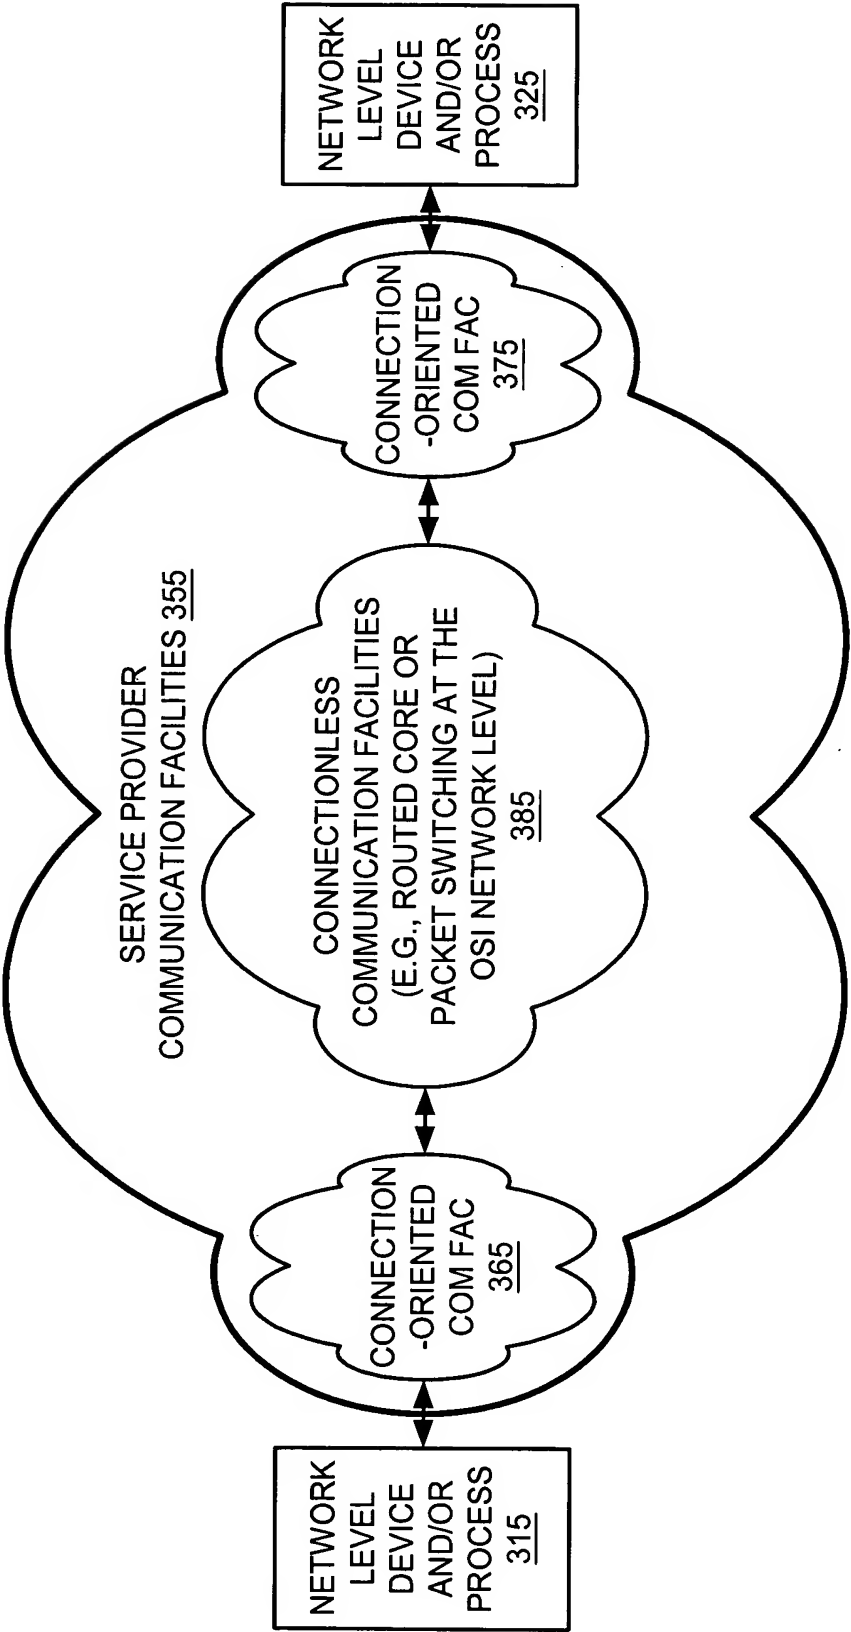 SERVICE PROVIDER
COMMUNICATION FACILITIES 355
NETWORK
LEVEL
DEVICE
AND/OR
PROCESS
315
CONNECTION
-ORIENTED
COM FAC
365
CONNECTIONLESS
COMMUNICATION FACILITIES
(E.G., ROUTED CORE OR
PACKET SWITCHING AT THE
OSI NETWORK LEVEL)
385
CONNECTION
-ORIENTED
COM FAC
375
NETWORK
LEVEL
DEVICE
AND/OR
PROCESS
325